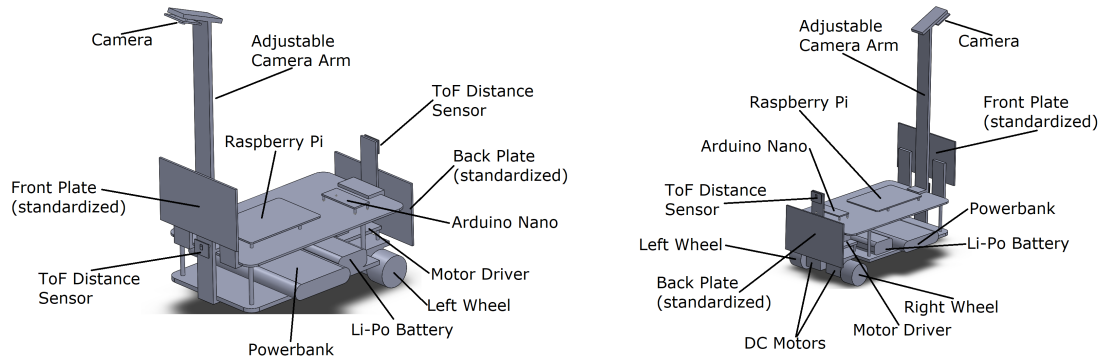 Camera
Adjustable
Camera Arm
ToF Distance
Sensor
Raspberry Pi
Back Plate
(standardized)
Front Plate
(standardized)
Arduino Nano
ToF Distance
Sensor
Motor Driver
Left Wheel
Li-Po Battery
Powerbank
Adjustable
Camera Arm
Camera
Raspberry Pi
Front Plate
(standardized)
Arduino Nano
ToF Distance
Sensor
Powerbank
Left Wheel
Li-Po Battery
Back Plate
(standardized)
Right Wheel
Motor Driver
DC Motors